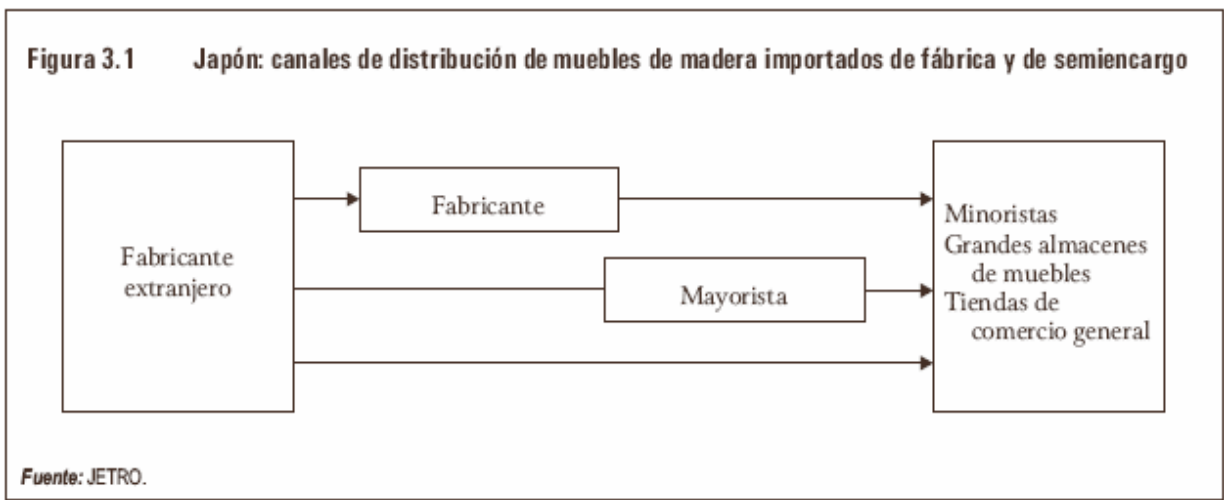 Figura 3.1 Japón: canales de distribución de muebles de madera importados de fábrica y de semiencargo
Fabricante
extranjero
Fabricante
Mayorista
Minoristas
Grandes almacenes
de muebles
Tiendas de
comercio general
Fuente: JETRO.